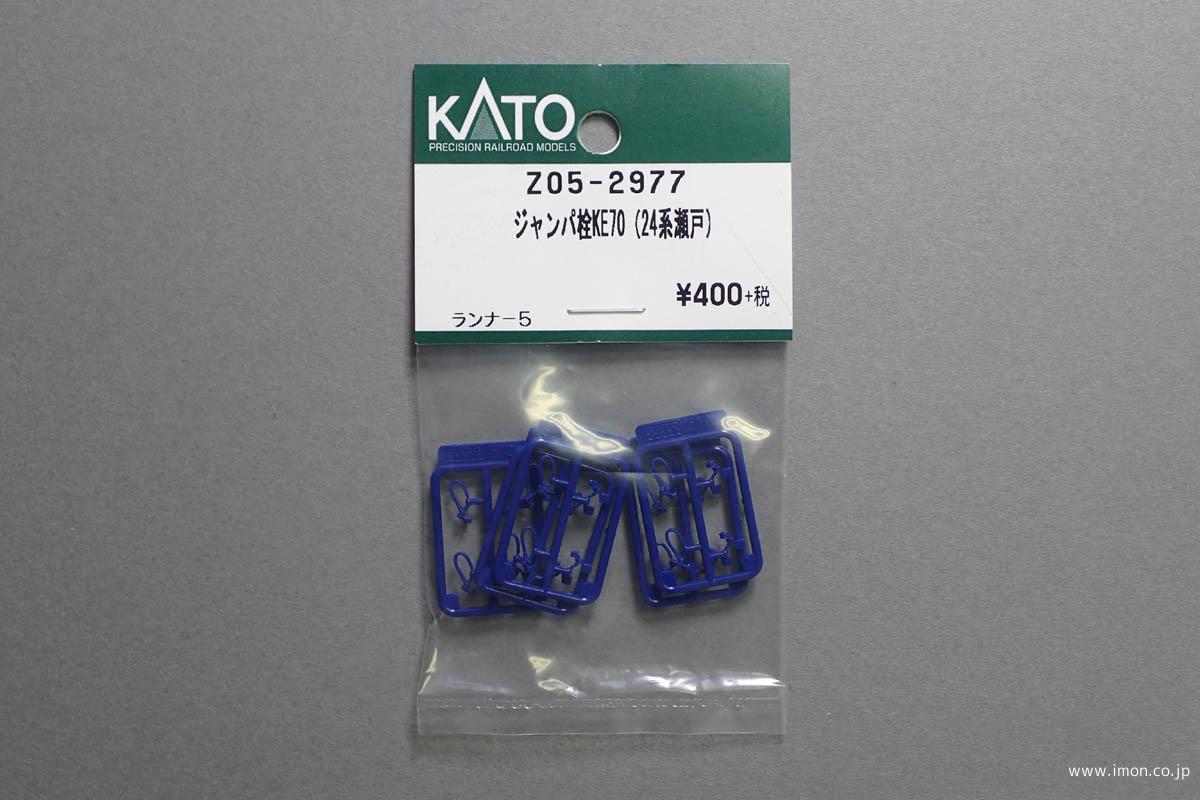 KATO
PRECISION RAILROAD MODELS
Z05-2977
ジャンパ栓KE70 (24系瀬戸)
¥400+税
ランナー5
www.imon.co.jp